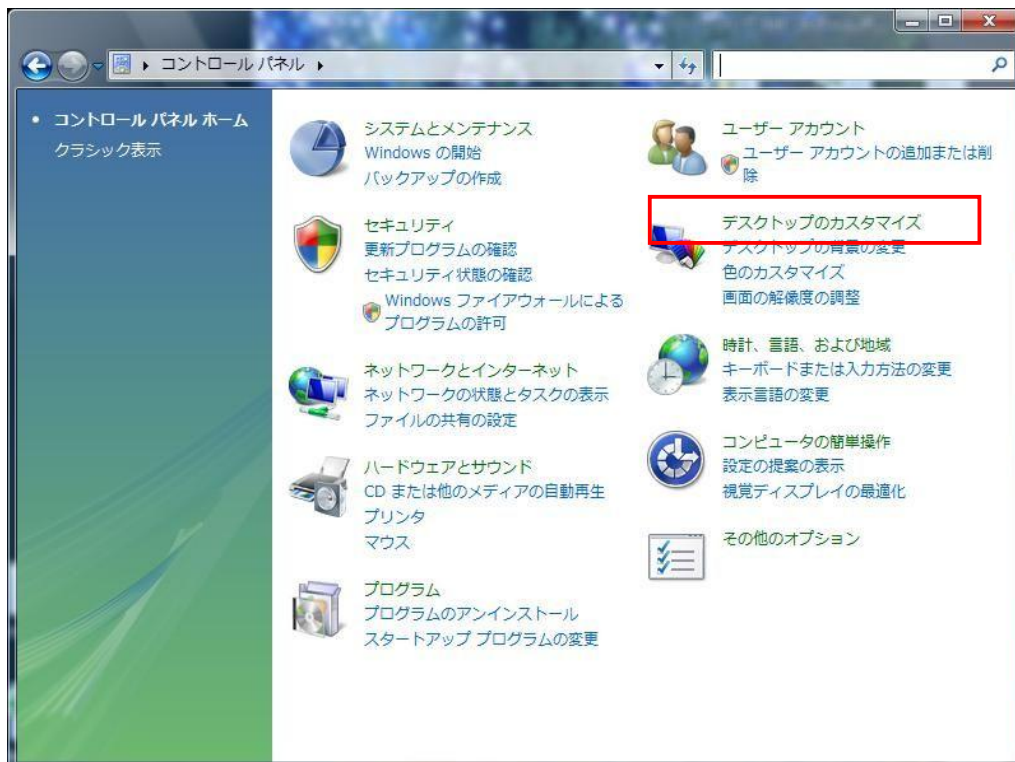 コントロール パネル
コントロール パネル ホーム
クラシック表示
システムとメンテナンス
Windows の開始
バックアップの作成
セキュリティ
更新プログラムの確認
セキュリティ状態の確認
Windows ファイアウォールによる
プログラムの許可
ネットワークとインターネット
ネットワークの状態とタスクの表示
ファイルの共有の設定
ハードウェアとサウンド
CD または他のメディアの自動再生
プリンタ
マウス
プログラム
プログラムのアンインストール
スタートアップ プログラムの変更
ユーザー アカウント
ユーザー アカウントの追加または削
除
デスクトップのカスタマイズ
デスクトップの背景の変更
色のカスタマイズ
画面の解像度の調整
時計、言語、および地域
キーボードまたは入力方法の変更
表示言語の変更
コンピュータの簡単操作
設定の提案の表示
視覚ディスプレイの最適化
その他のオプション